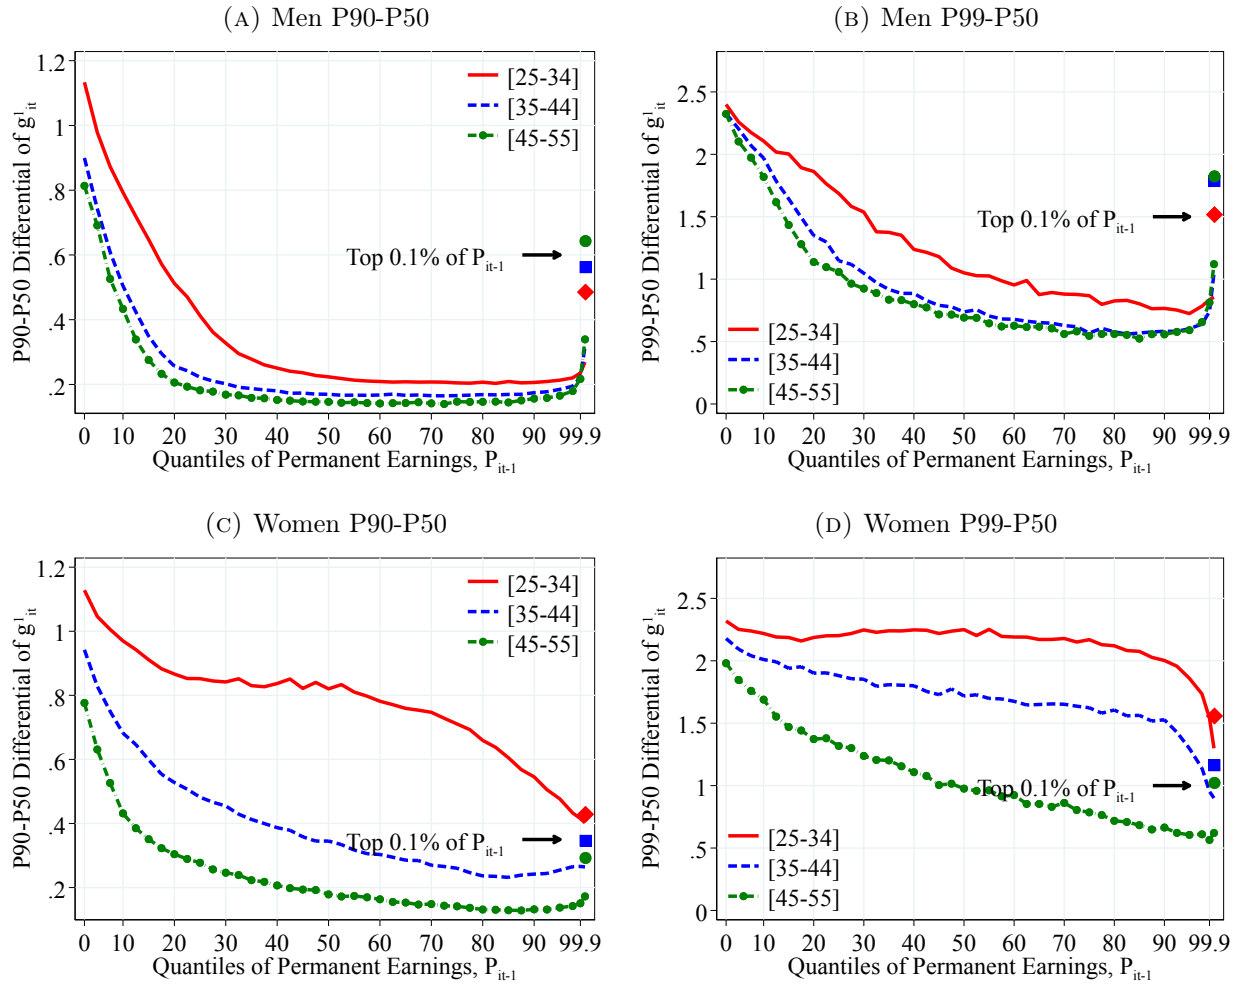 (A) Men P90-P50
P90-P50 Differential of g¹ᵢₜ
1.2
1
.8
.6
.4
.2
[25-34]
[35-44]
[45-55]
Top 0.1% of Pit-1
0 10 20 30 40 50 60 70 80 90 99.9
Quantiles of Permanent Earnings, Pit-1
(B) Men P99-P50
P99-P50 Differential of g¹ᵢₜ
2.5
2
1.5
1
.5
0
Top 0.1% of Pit-1
[25-34]
[35-44]
[45-55]
0 10 20 30 40 50 60 70 80 90 99.9
Quantiles of Permanent Earnings, Pit-1
(C) Women P90-P50
P90-P50 Differential of g¹ᵢₜ
1.2
1
.8
.6
.4
.2
[25-34]
[35-44]
[45-55]
Top 0.1% of Pit-1
0 10 20 30 40 50 60 70 80 90 99.9
Quantiles of Permanent Earnings, Pit-1
(D) Women P99-P50
P99-P50 Differential of g¹ᵢₜ
2.5
2
1.5
1
.5
0
Top 0.1% of Pit-1
[25-34]
[35-44]
[45-55]
0 10 20 30 40 50 60 70 80 90 99.9
Quantiles of Permanent Earnings, Pit-1